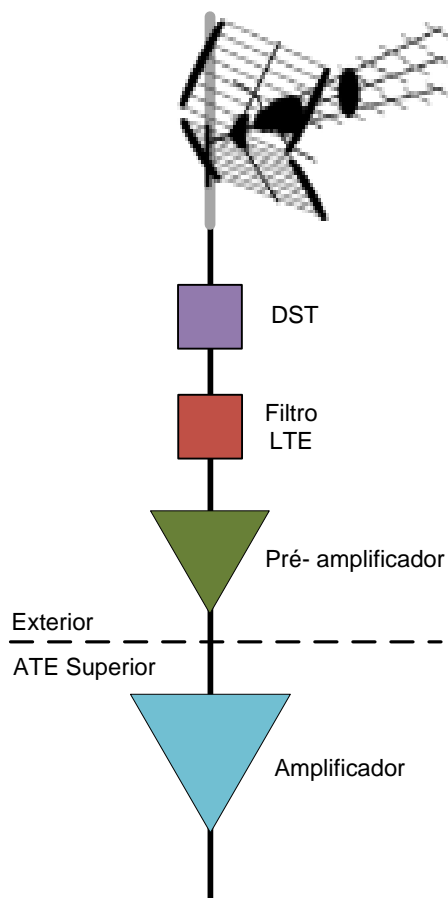 DST
Filtro
LTE
Pré- amplificador
Exterior
ATE Superior
Amplificador